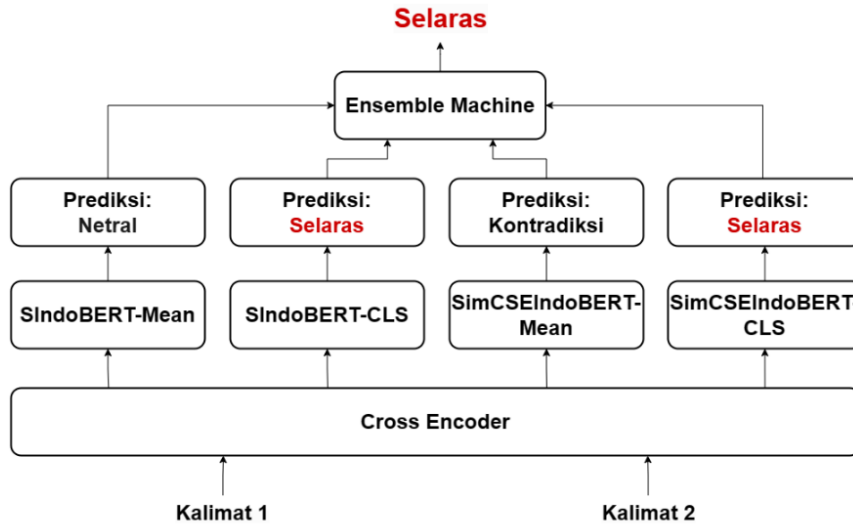 Selaras
Ensemble Machine
Prediksi:
Netral
Prediksi:
Selaras
Prediksi:
Kontradiksi
Prediksi:
Selaras
SIndoBERT-Mean
SIndoBERT-CLS
SimCSEIndoBERT-
Mean
SimCSEIndoBERT-
CLS
Cross Encoder
Kalimat 1
Kalimat 2